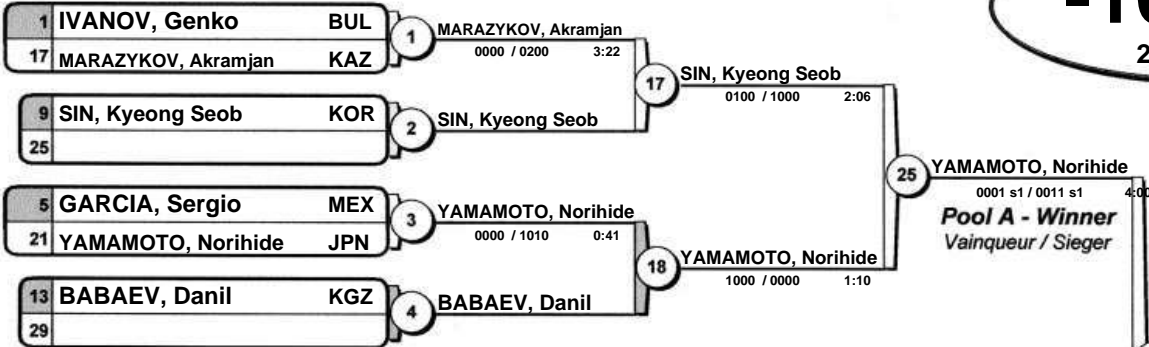 1 IVANOV, Genko BUL
17 MARAZYKOV, Akramjan KAZ
1
MARAZYKOV, Akramjan
0000 / 0200 3:22
9 SIN, Kyeong Seob KOR
25
2
SIN, Kyeong Seob
17
SIN, Kyeong Seob
0100 / 1000 2:06
5 GARCIA, Sergio MEX
21 YAMAMOTO, Norihide JPN
3
YAMAMOTO, Norihide
0000 / 1010 0:41
13 BABAEV, Danil KGZ
29
4
BABAEV, Danil
18
YAMAMOTO, Norihide
1000 / 0000 1:10
25
YAMAMOTO, Norihide
0001 s1 / 0011 s1 4:00
Pool A - Winner
Vainqueur / Sieger
2